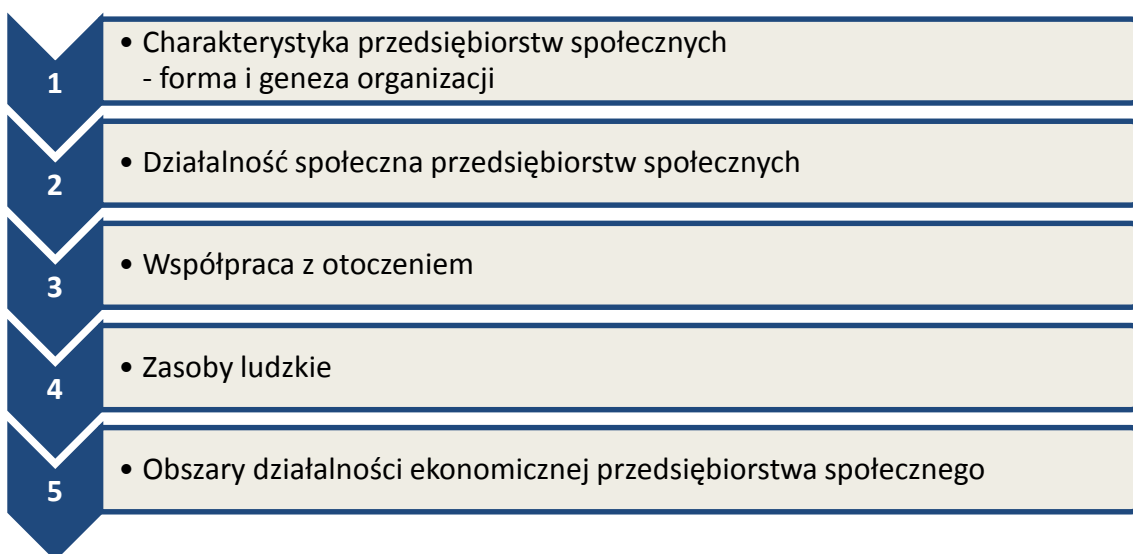 1
• Charakterystyka przedsiębiorstw społecznych
- forma i geneza organizacji
2
• Działalność społeczna przedsiębiorstw społecznych
3
• Współpraca z otoczeniem
4
• Zasoby ludzkie
5
• Obszary działalności ekonomicznej przedsiębiorstwa społecznego